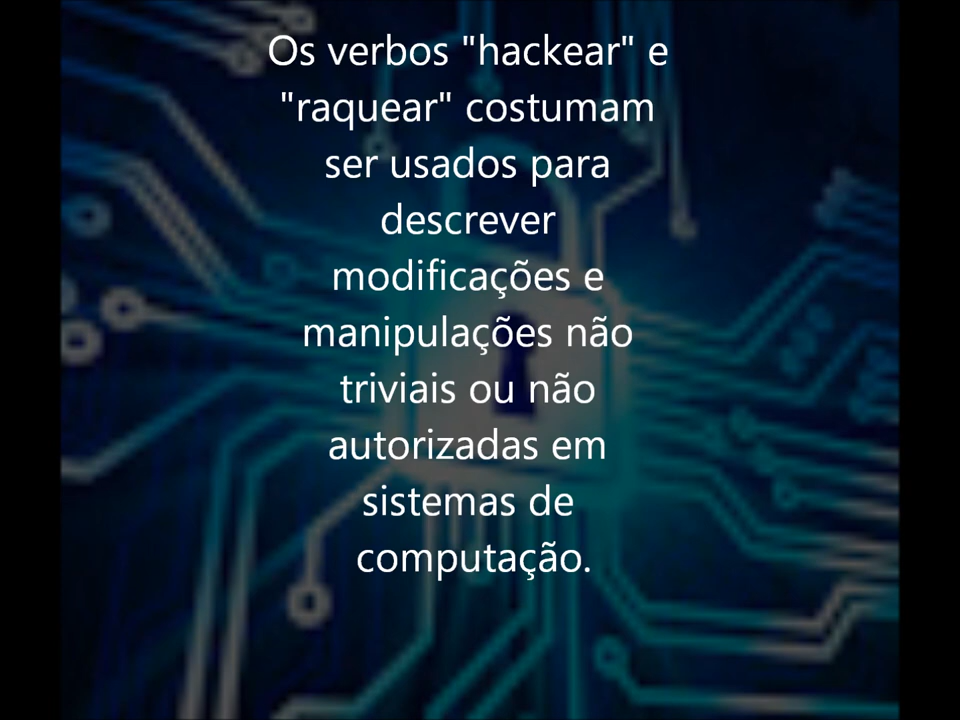 Os verbos "hackear" e
"raquear" costumam
ser usados para
descrever
modificações e
manipulações não
triviais ou não
autorizadas em
sistemas de
computação.